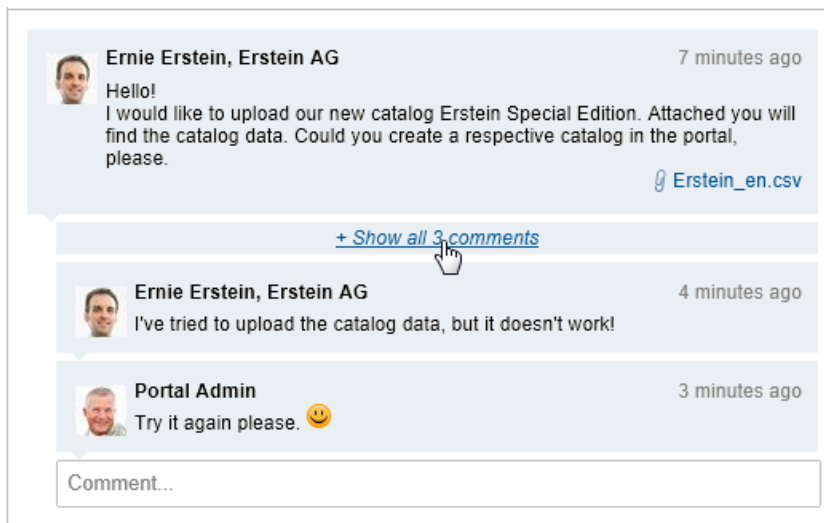 Ernie Erstein, Erstein AG 7 minutes ago
Hello!
I would like to upload our new catalog Erstein Special Edition. Attached you will
find the catalog data. Could you create a respective catalog in the portal,
please.
Erstein_en.csv
+ Show all 3 comments
Ernie Erstein, Erstein AG 4 minutes ago
I've tried to upload the catalog data, but it doesn't work!
Portal Admin 3 minutes ago
Try it again please.
Comment...